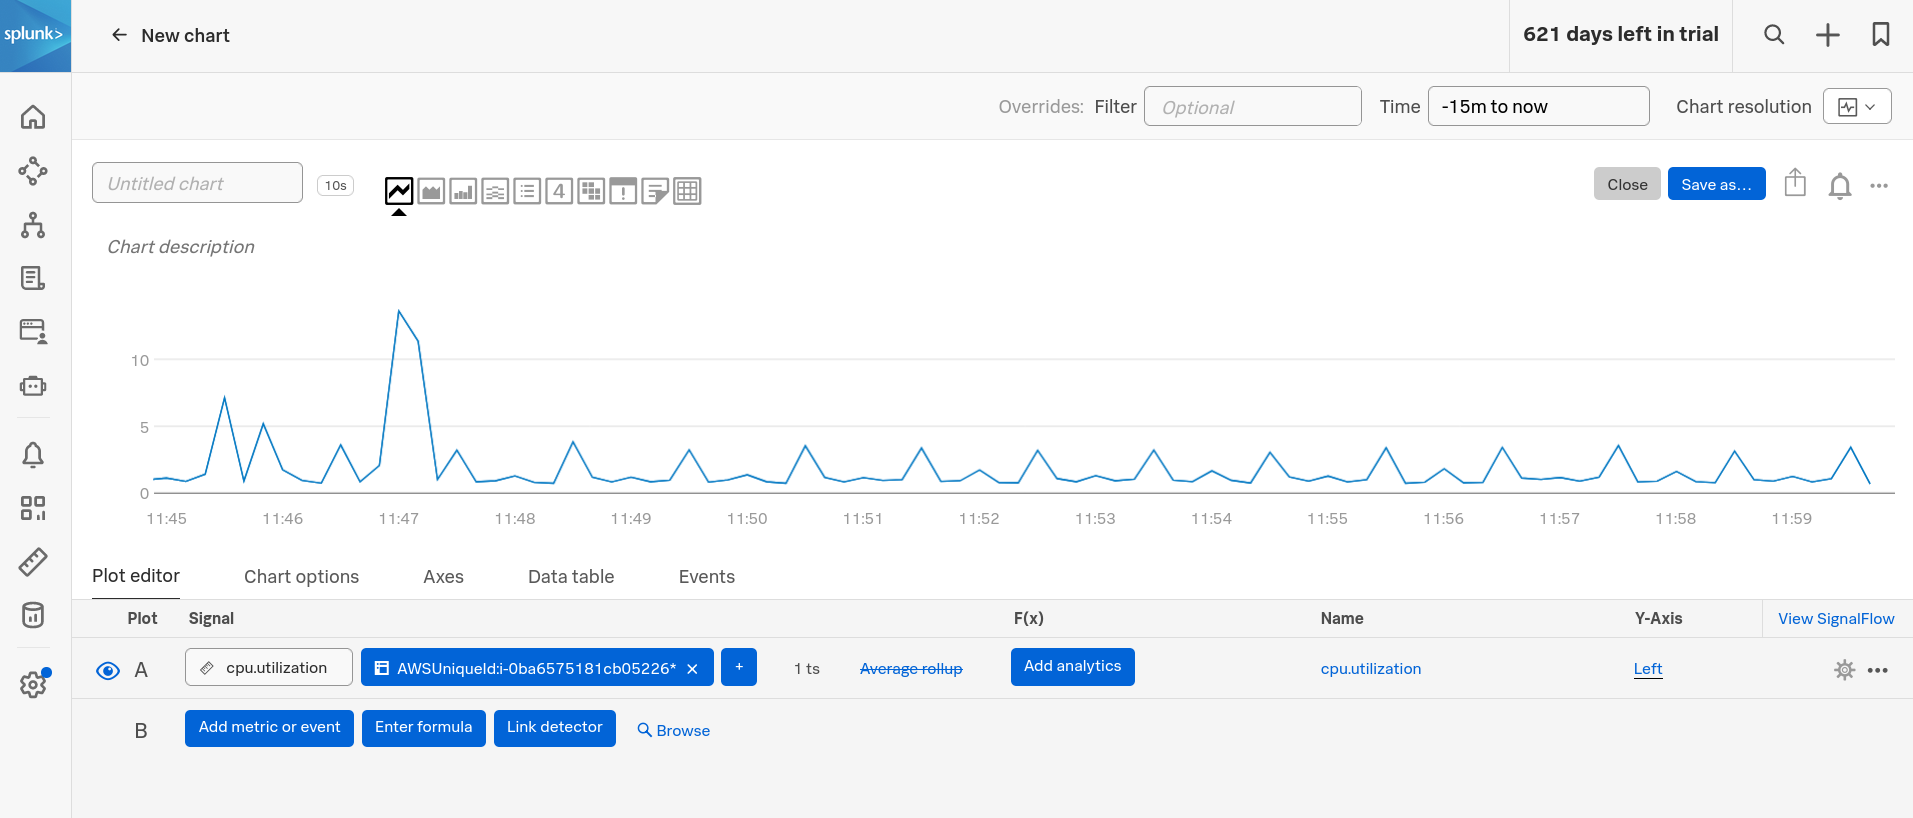 splunk>
New chart
621 days left in trial
Overrides: Filter Optional Time -15m to now Chart resolution
Untitled chart 10s 4 Close Save as...
Chart description
10
5
0
11:45 11:46 11:47 11:48 11:49 11:50 11:51 11:52 11:53 11:54 11:55 11:56 11:57 11:58 11:59
Plot editor Chart options Axes Data table Events
Plot Signal F(x) Name Y-Axis View SignalFlow
A cpu.utilization AWSUniqueId:i-0ba6575181cb05226* × + 1 ts Average rollup Add analytics cpu.utilization Left
B Add metric or event Enter formula Link detector Browse